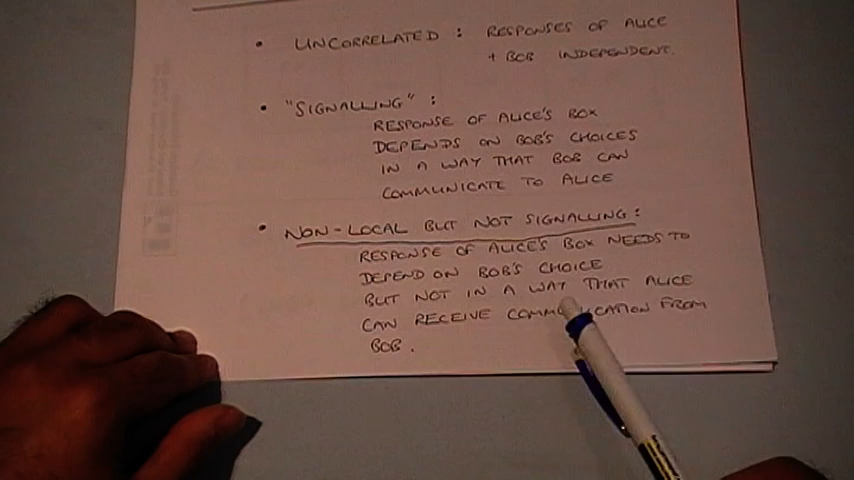 • UNCORRELATED : RESPONSES OF ALICE
+ BOB INDEPENDENT.
• "SIGNALLING" :
RESPONSE OF ALICE'S BOX
DEPENDS ON BOB'S CHOICES
IN A WAY THAT BOB CAN
COMMUNICATE TO ALICE
• NON-LOCAL BUT NOT SIGNALLING :
RESPONSE OF ALICE'S BOX NEEDS TO
DEPEND ON BOB'S CHOICE
BUT NOT IN A WAY THAT ALICE
CAN RECEIVE COMMUNICATION FROM
BOB.